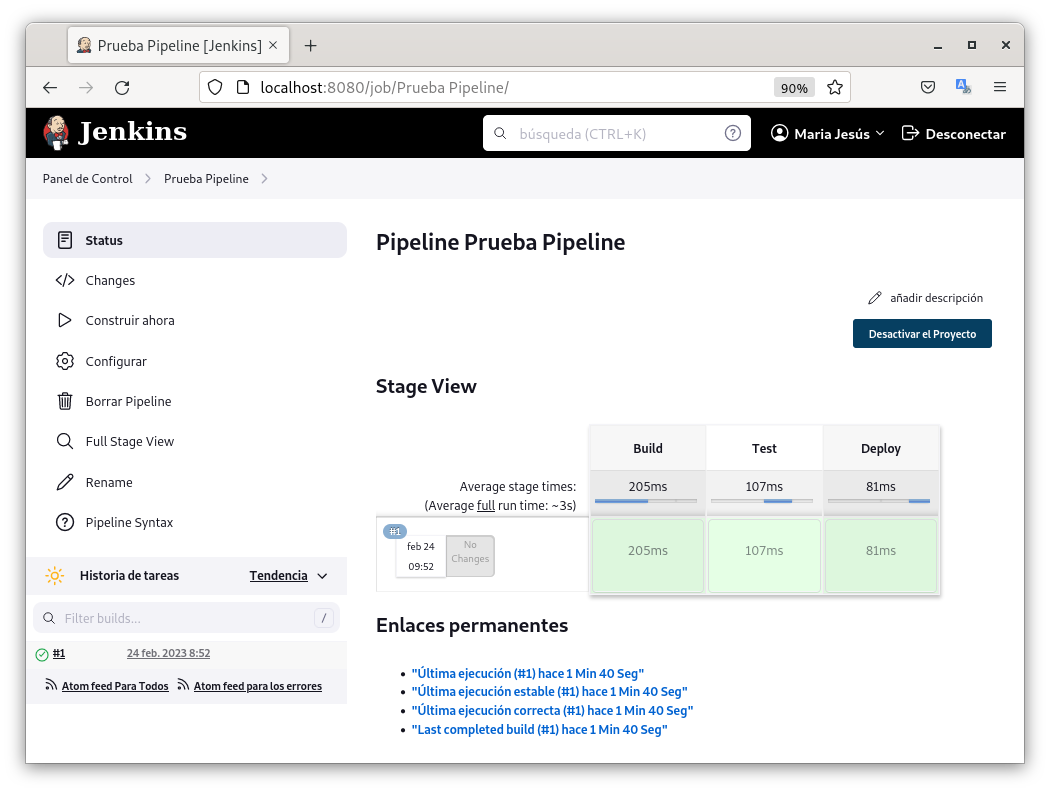 Prueba Pipeline [Jenkins] ×
localhost:8080/job/Prueba Pipeline/
90%
Jenkins
búsqueda (CTRL+K)
?
Maria Jesús
Desconectar
Panel de Control
Prueba Pipeline
Status
Changes
Construir ahora
Configurar
Borrar Pipeline
Full Stage View
Rename
Pipeline Syntax
Historia de tareas
Tendencia
Filter builds...
/
#1
24 feb. 2023 8:52
Atom feed Para Todos
Atom feed para los errores
Pipeline Prueba Pipeline
añadir descripción
Desactivar el Proyecto
Stage View
Build
Test
Deploy
Average stage times:
(Average full run time: ~3s)
205ms
107ms
81ms
#1
feb 24
09:52
No
Changes
205ms
107ms
81ms
Enlaces permanentes
• "Última ejecución (#1) hace 1 Min 40 Seg"
• "Última ejecución estable (#1) hace 1 Min 40 Seg"
• "Última ejecución correcta (#1) hace 1 Min 40 Seg"
• "Last completed build (#1) hace 1 Min 40 Seg"